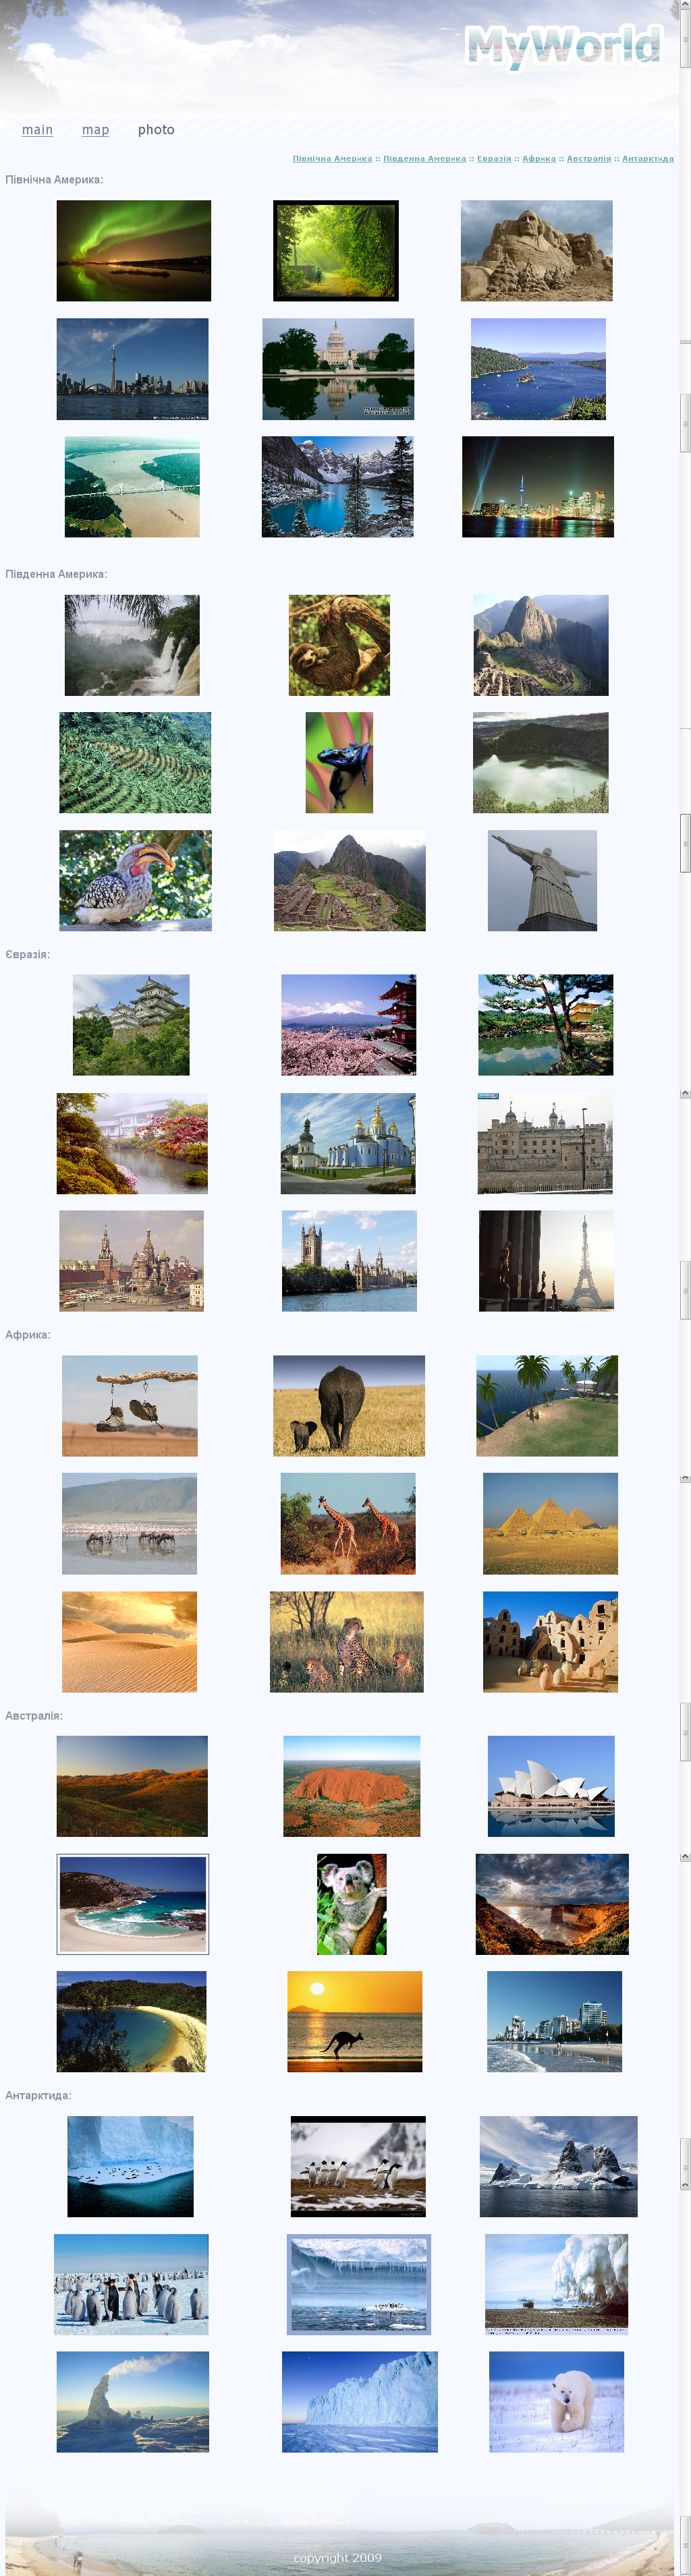 MyWorld
main map photo
Північна Америка :: Південна Америка :: Євразія :: Африка :: Австралія :: Антарктида
Північна Америка:
Південна Америка:
Євразія:
Африка:
Австралія:
Антарктида:
copyright 2009